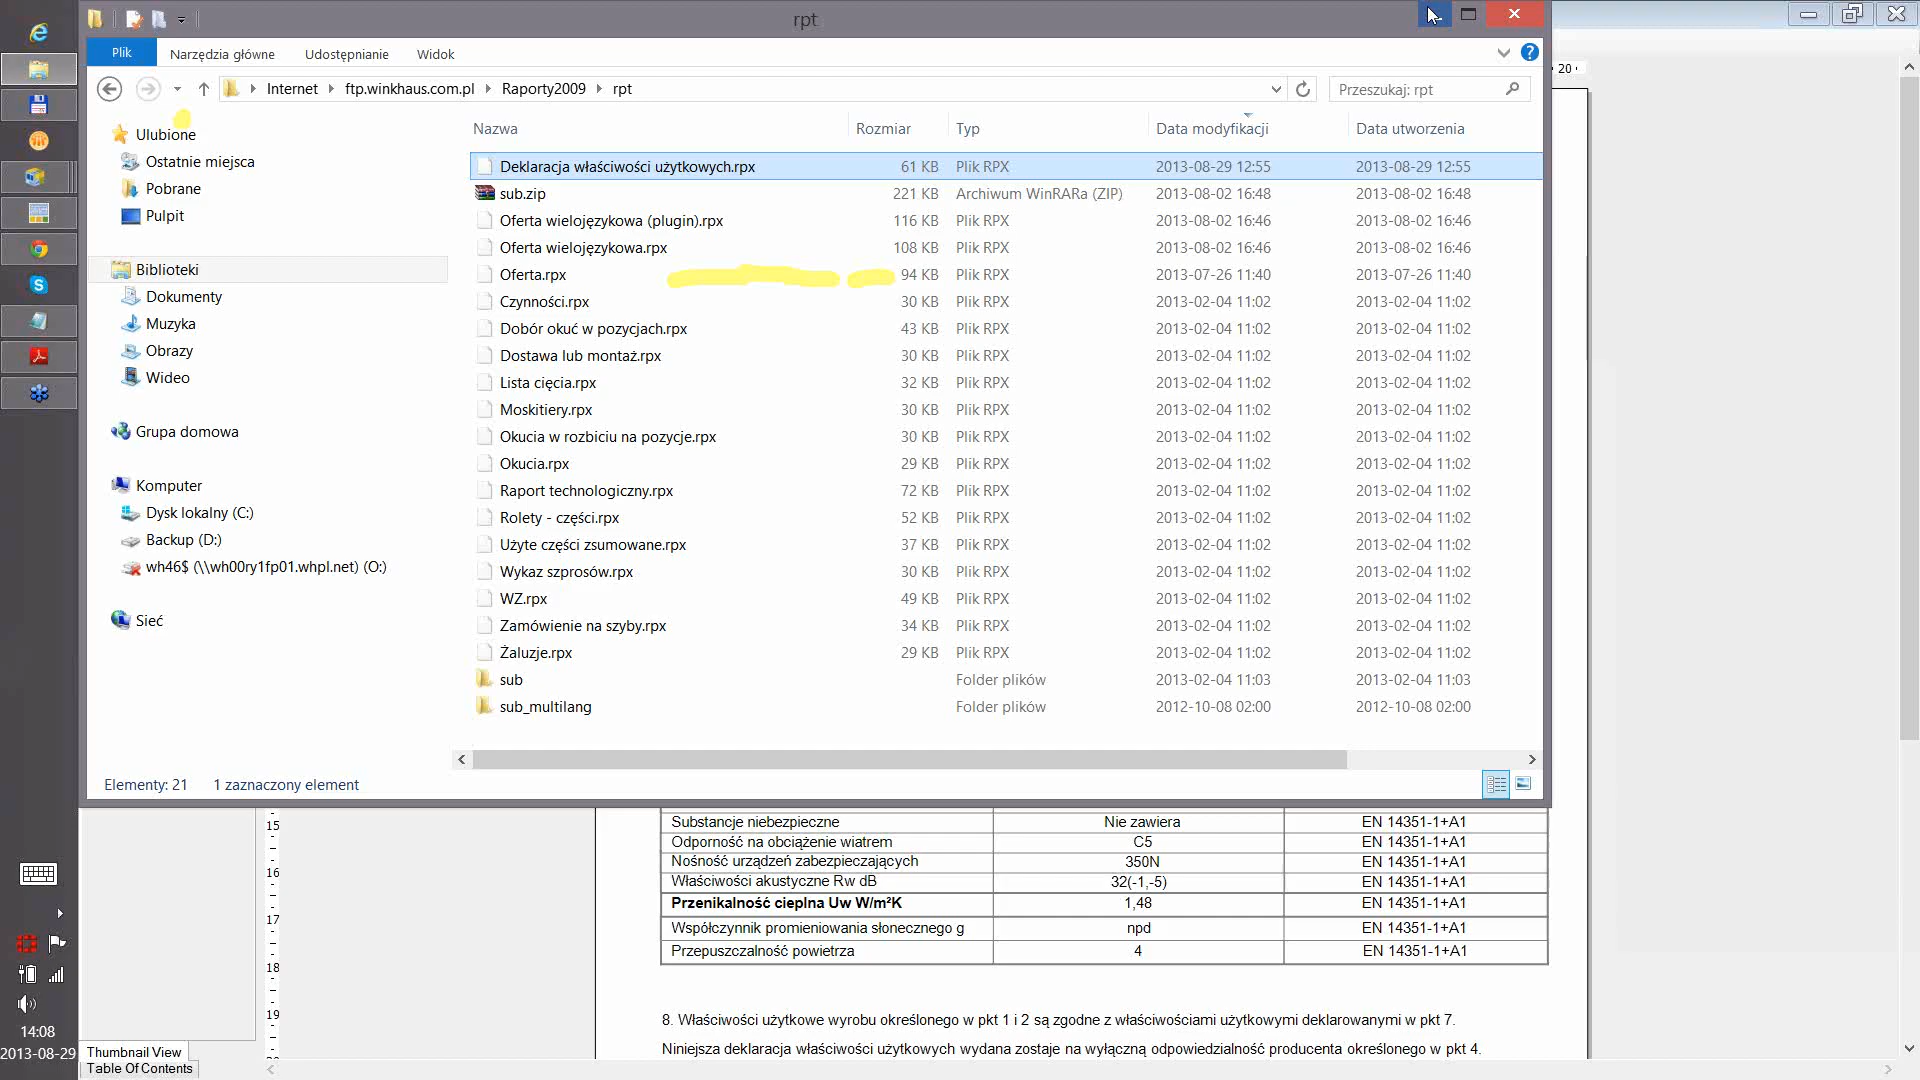 rpt
Plik Narzędzia główne Udostępnianie Widok
20
Internet ftp.winkhaus.com.pl Raporty2009 rpt Przeszukaj: rpt
Ulubione
Ostatnie miejsca
Pobrane
Pulpit
Biblioteki
Dokumenty
Muzyka
Obrazy
Wideo
Grupa domowa
Komputer
Dysk lokalny (C:)
Backup (D:)
wh46$ (\\wh00ry1fp01.whpl.net) (O:)
Sieć
Nazwa Rozmiar Typ Data modyfikacji Data utworzenia
Deklaracja właściwości użytkowych.rpx 61 KB Plik RPX 2013-08-29 12:55 2013-08-29 12:55
sub.zip 221 KB Archiwum WinRARa (ZIP) 2013-08-02 16:48 2013-08-02 16:48
Oferta wielojęzykowa (plugin).rpx 116 KB Plik RPX 2013-08-02 16:46 2013-08-02 16:46
Oferta wielojęzykowa.rpx 108 KB Plik RPX 2013-08-02 16:46 2013-08-02 16:46
Oferta.rpx 94 KB Plik RPX 2013-07-26 11:40 2013-07-26 11:40
Czynności.rpx 30 KB Plik RPX 2013-02-04 11:02 2013-02-04 11:02
Dobór okuć w pozycjach.rpx 43 KB Plik RPX 2013-02-04 11:02 2013-02-04 11:02
Dostawa lub montaż.rpx 30 KB Plik RPX 2013-02-04 11:02 2013-02-04 11:02
Lista cięcia.rpx 32 KB Plik RPX 2013-02-04 11:02 2013-02-04 11:02
Moskitiery.rpx 30 KB Plik RPX 2013-02-04 11:02 2013-02-04 11:02
Okucia w rozbiciu na pozycje.rpx 30 KB Plik RPX 2013-02-04 11:02 2013-02-04 11:02
Okucia.rpx 29 KB Plik RPX 2013-02-04 11:02 2013-02-04 11:02
Raport technologiczny.rpx 72 KB Plik RPX 2013-02-04 11:02 2013-02-04 11:02
Rolety - części.rpx 52 KB Plik RPX 2013-02-04 11:02 2013-02-04 11:02
Użyte części zsumowane.rpx 37 KB Plik RPX 2013-02-04 11:02 2013-02-04 11:02
Wykaz szprosów.rpx 30 KB Plik RPX 2013-02-04 11:02 2013-02-04 11:02
WZ.rpx 49 KB Plik RPX 2013-02-04 11:02 2013-02-04 11:02
Zamówienie na szyby.rpx 34 KB Plik RPX 2013-02-04 11:02 2013-02-04 11:02
Żaluzje.rpx 29 KB Plik RPX 2013-02-04 11:02 2013-02-04 11:02
sub Folder plików 2013-02-04 11:03 2013-02-04 11:03
sub_multilang Folder plików 2012-10-08 02:00 2012-10-08 02:00
Elementy: 21 1 zaznaczony element
15
16
17
18
19
Substancje niebezpieczne Nie zawiera EN 14351-1+A1
Odporność na obciążenie wiatrem C5 EN 14351-1+A1
Nośność urządzeń zabezpieczających 350N EN 14351-1+A1
Właściwości akustyczne Rw dB 32(-1,-5) EN 14351-1+A1
Przenikalność cieplna Uw W/m²K 1,48 EN 14351-1+A1
Współczynnik promieniowania słonecznego g npd EN 14351-1+A1
Przepuszczalność powietrza 4 EN 14351-1+A1
8. Właściwości użytkowe wyrobu określonego w pkt 1 i 2 są zgodne z właściwościami użytkowymi deklarowanymi w pkt 7.
Niniejsza deklaracja właściwości użytkowych wydana zostaje na wyłączną odpowiedzialność producenta określonego w pkt 4.
14:08
2013-08-29
Thumbnail View
Table Of Contents